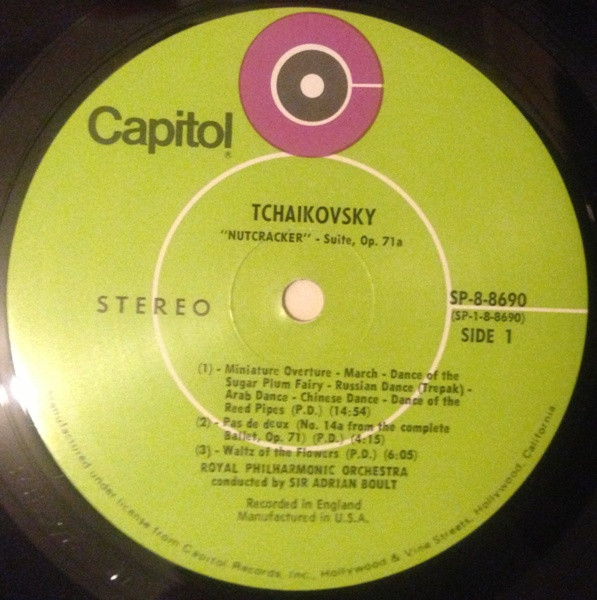 Capitol®
TCHAIKOVSKY
"NUTCRACKER" - Suite, Op. 71a
STEREO
SP-8-8690
(SP-1-8-8690)
SIDE 1
(1) - Miniature Overture - March - Dance of the
Sugar Plum Fairy - Russian Dance (Trepak) -
Arab Dance - Chinese Dance - Dance of the
Reed Pipes (P.D.) (14:54)
(2) - Pas de deux (No. 14a from the complete
Ballet, Op. 71) (P.D.) (4:15)
(3) - Waltz of the Flowers (P.D.) (6:05)
ROYAL PHILHARMONIC ORCHESTRA
conducted by SIR ADRIAN BOULT
Recorded in England
Manufactured in U.S.A.
Manufactured under license from Capitol Records, Inc., Hollywood & Vine Streets, Hollywood, California.